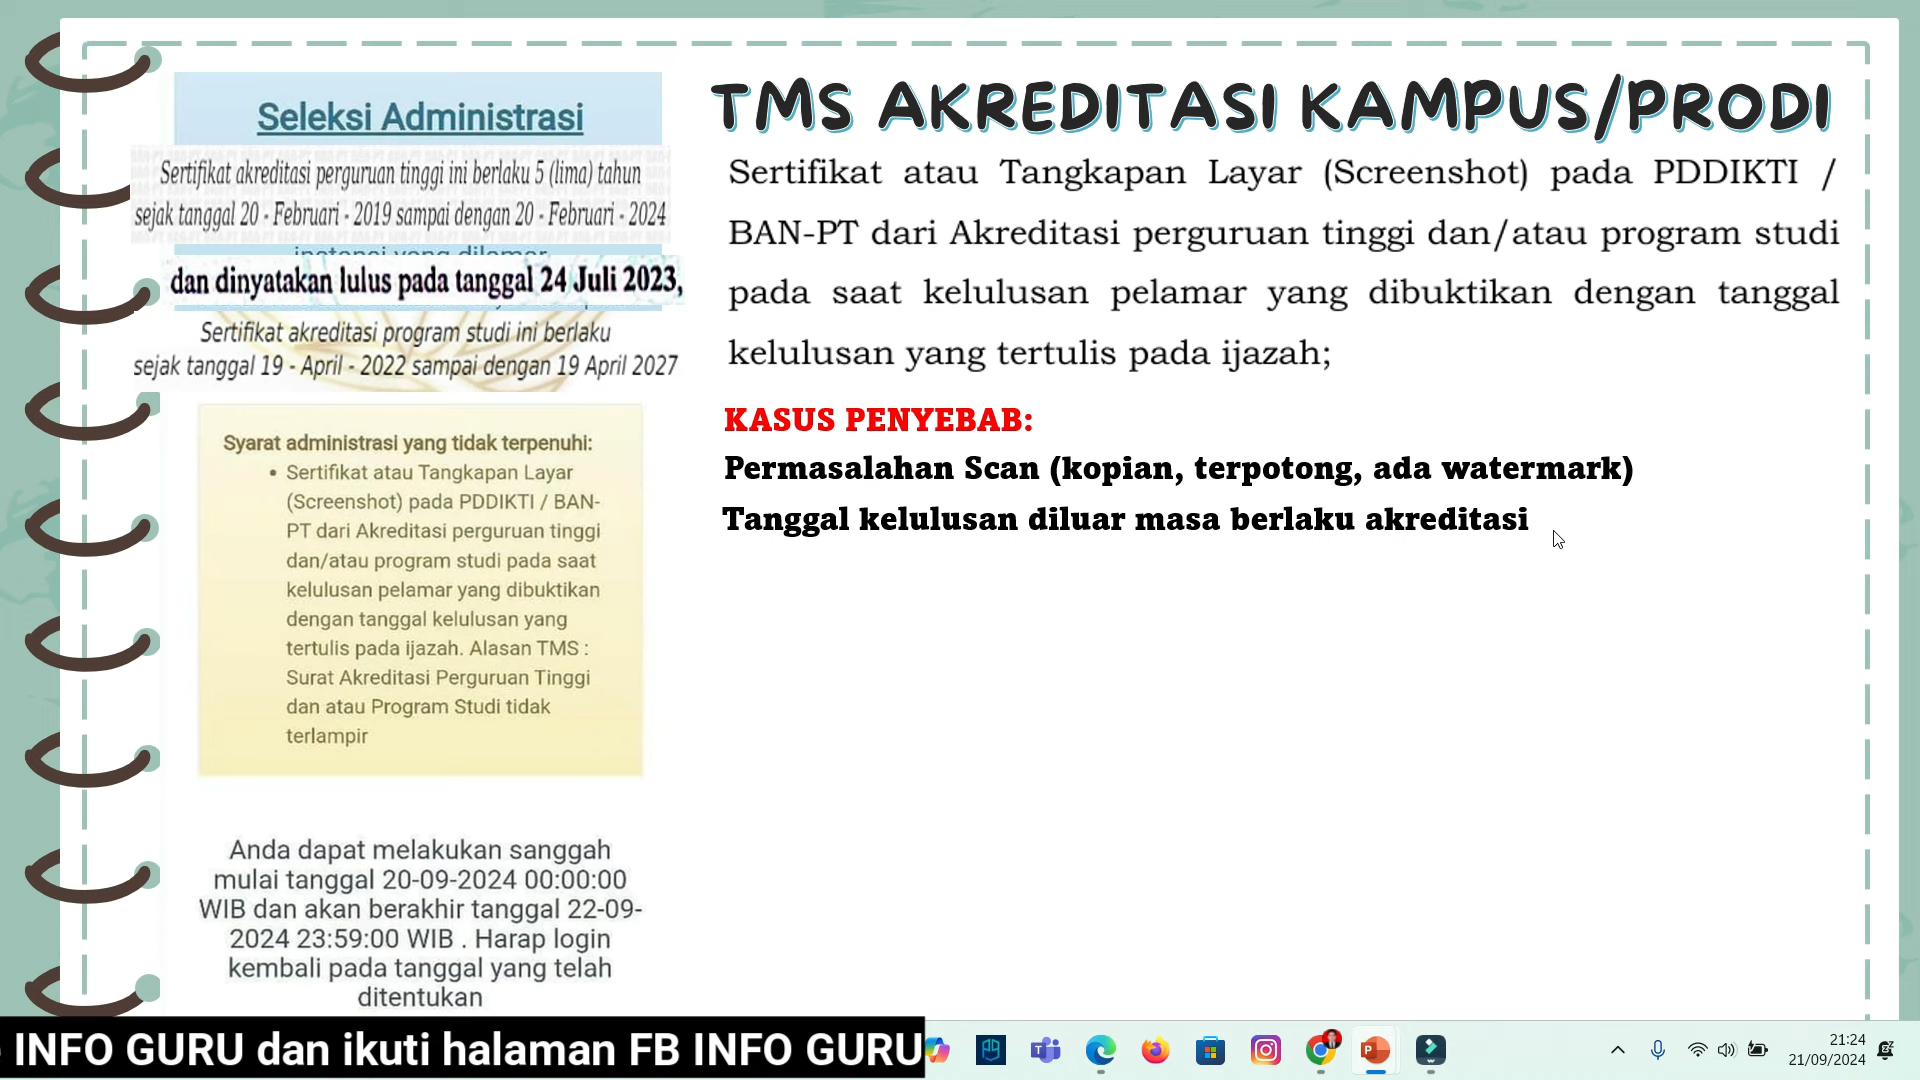 Seleksi Administrasi
Sertifikat akreditasi perguruan tinggi ini berlaku 5 (lima) tahun
sejak tanggal 20 - Februari - 2019 sampai dengan 20 - Februari - 2024
instansi yang dilamar
dan dinyatakan lulus pada tanggal 24 Juli 2023,
Sertifikat akreditasi program studi ini berlaku
sejak tanggal 19 - April - 2022 sampai dengan 19 April 2027
Syarat administrasi yang tidak terpenuhi:
• Sertifikat atau Tangkapan Layar
(Screenshot) pada PDDIKTI / BAN-
PT dari Akreditasi perguruan tinggi
dan/atau program studi pada saat
kelulusan pelamar yang dibuktikan
dengan tanggal kelulusan yang
tertulis pada ijazah. Alasan TMS :
Surat Akreditasi Perguruan Tinggi
dan atau Program Studi tidak
terlampir
Anda dapat melakukan sanggah
mulai tanggal 20-09-2024 00:00:00
WIB dan akan berakhir tanggal 22-09-
2024 23:59:00 WIB . Harap login
kembali pada tanggal yang telah
ditentukan
TMS AKREDITASI KAMPUS/PRODI
Sertifikat atau Tangkapan Layar (Screenshot) pada PDDIKTI /
BAN-PT dari Akreditasi perguruan tinggi dan/atau program studi
pada saat kelulusan pelamar yang dibuktikan dengan tanggal
kelulusan yang tertulis pada ijazah;
KASUS PENYEBAB:
Permasalahan Scan (kopian, terpotong, ada watermark)
Tanggal kelulusan diluar masa berlaku akreditasi
INFO GURU dan ikuti halaman FB INFO GURU
21:24
21/09/2024